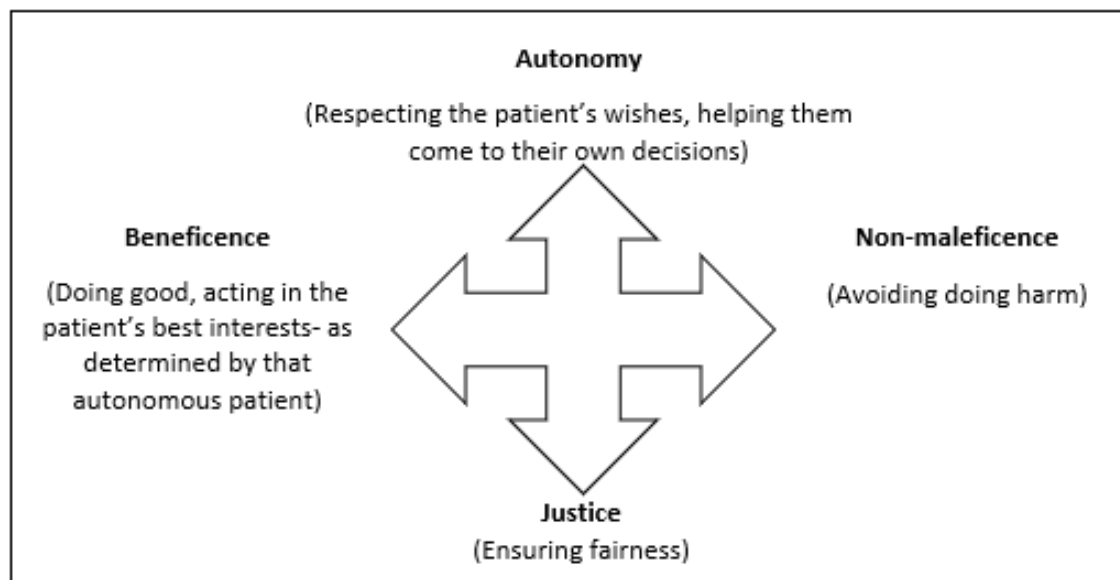 Autonomy
(Respecting the patient’s wishes, helping them
come to their own decisions)
Beneficence
(Doing good, acting in the
patient’s best interests- as
determined by that
autonomous patient)
Non-maleficence
(Avoiding doing harm)
Justice
(Ensuring fairness)